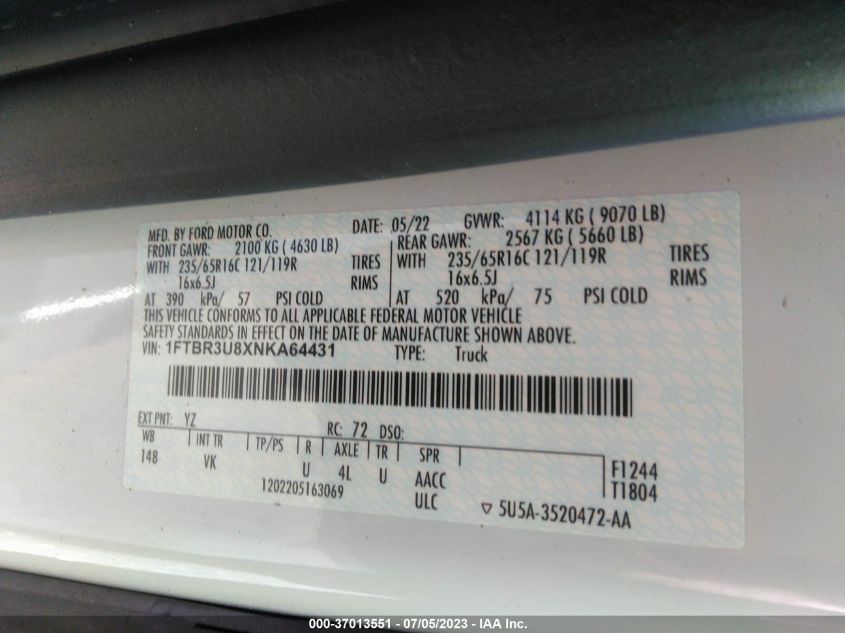 MFD. BY FORD MOTOR CO. DATE: 05/22 GVWR: 4114 KG ( 9070 LB)
FRONT GAWR: 2100 KG ( 4630 LB) REAR GAWR: 2567 KG ( 5660 LB)
WITH 235/65R16C 121/119R TIRES WITH 235/65R16C 121/119R TIRES
16x6.5J RIMS 16x6.5J RIMS
AT 390 kPa/ 57 PSI COLD AT 520 kPa/ 75 PSI COLD
THIS VEHICLE CONFORMS TO ALL APPLICABLE FEDERAL MOTOR VEHICLE
SAFETY STANDARDS IN EFFECT ON THE DATE OF MANUFACTURE SHOWN ABOVE.
VIN: 1FTBR3U8XNKA64431 TYPE: Truck
EXT PNT: YZ RC: 72 DSO:
WB INT TR TP/PS R AXLE TR SPR
148 VK U 4L U AACC F1244
1202205163069 ULC T1804
5U5A-3520472-AA
000-37013551 - 07/05/2023 - IAA Inc.